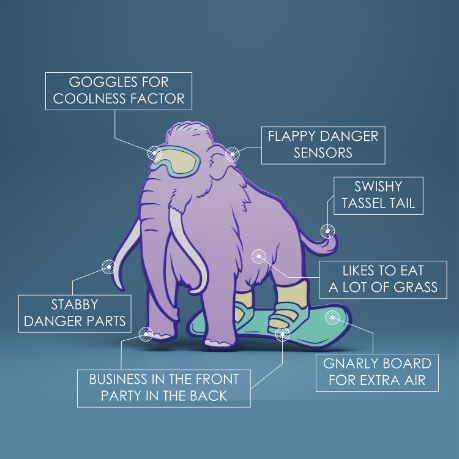 GOGGLES FOR
COOLNESS FACTOR
FLAPPY DANGER
SENSORS
SWISHY
TASSEL TAIL
LIKES TO EAT
A LOT OF GRASS
STABBY
DANGER PARTS
GNARLY BOARD
FOR EXTRA AIR
BUSINESS IN THE FRONT
PARTY IN THE BACK